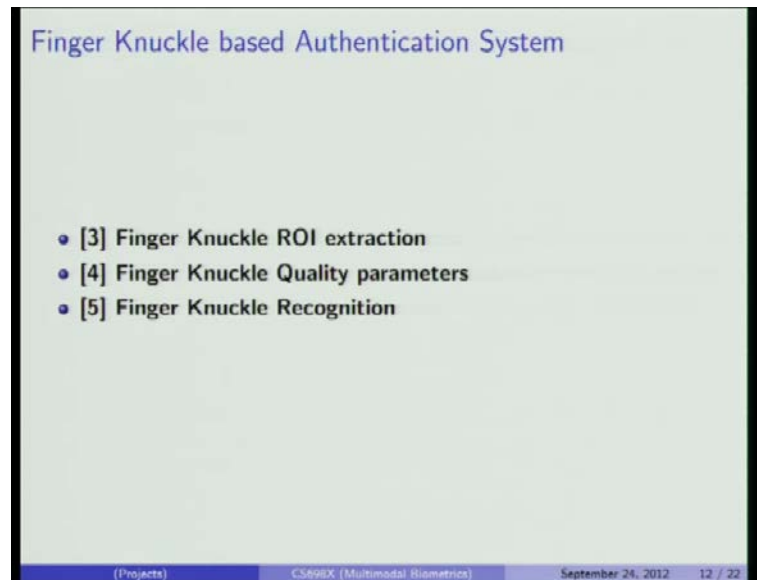 Finger Knuckle based Authentication System
[3] Finger Knuckle ROI extraction
[4] Finger Knuckle Quality parameters
[5] Finger Knuckle Recognition
(Projects) CS698X (Multimodal Biometrics) September 24, 2012 12 / 22